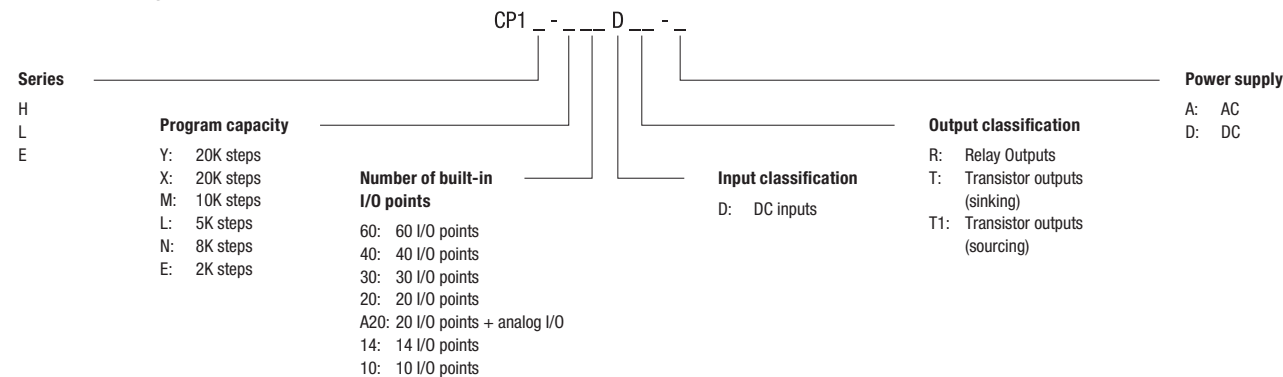 CP1 _ - _ _ _ D _ _ - _
Series
H
L
E
Program capacity
Y: 20K steps
X: 20K steps
M: 10K steps
L: 5K steps
N: 8K steps
E: 2K steps
Number of built-in
I/O points
60: 60 I/O points
40: 40 I/O points
30: 30 I/O points
20: 20 I/O points
A20: 20 I/O points + analog I/O
14: 14 I/O points
10: 10 I/O points
Input classification
D: DC inputs
Output classification
R: Relay Outputs
T: Transistor outputs
(sinking)
T1: Transistor outputs
(sourcing)
Power supply
A: AC
D: DC